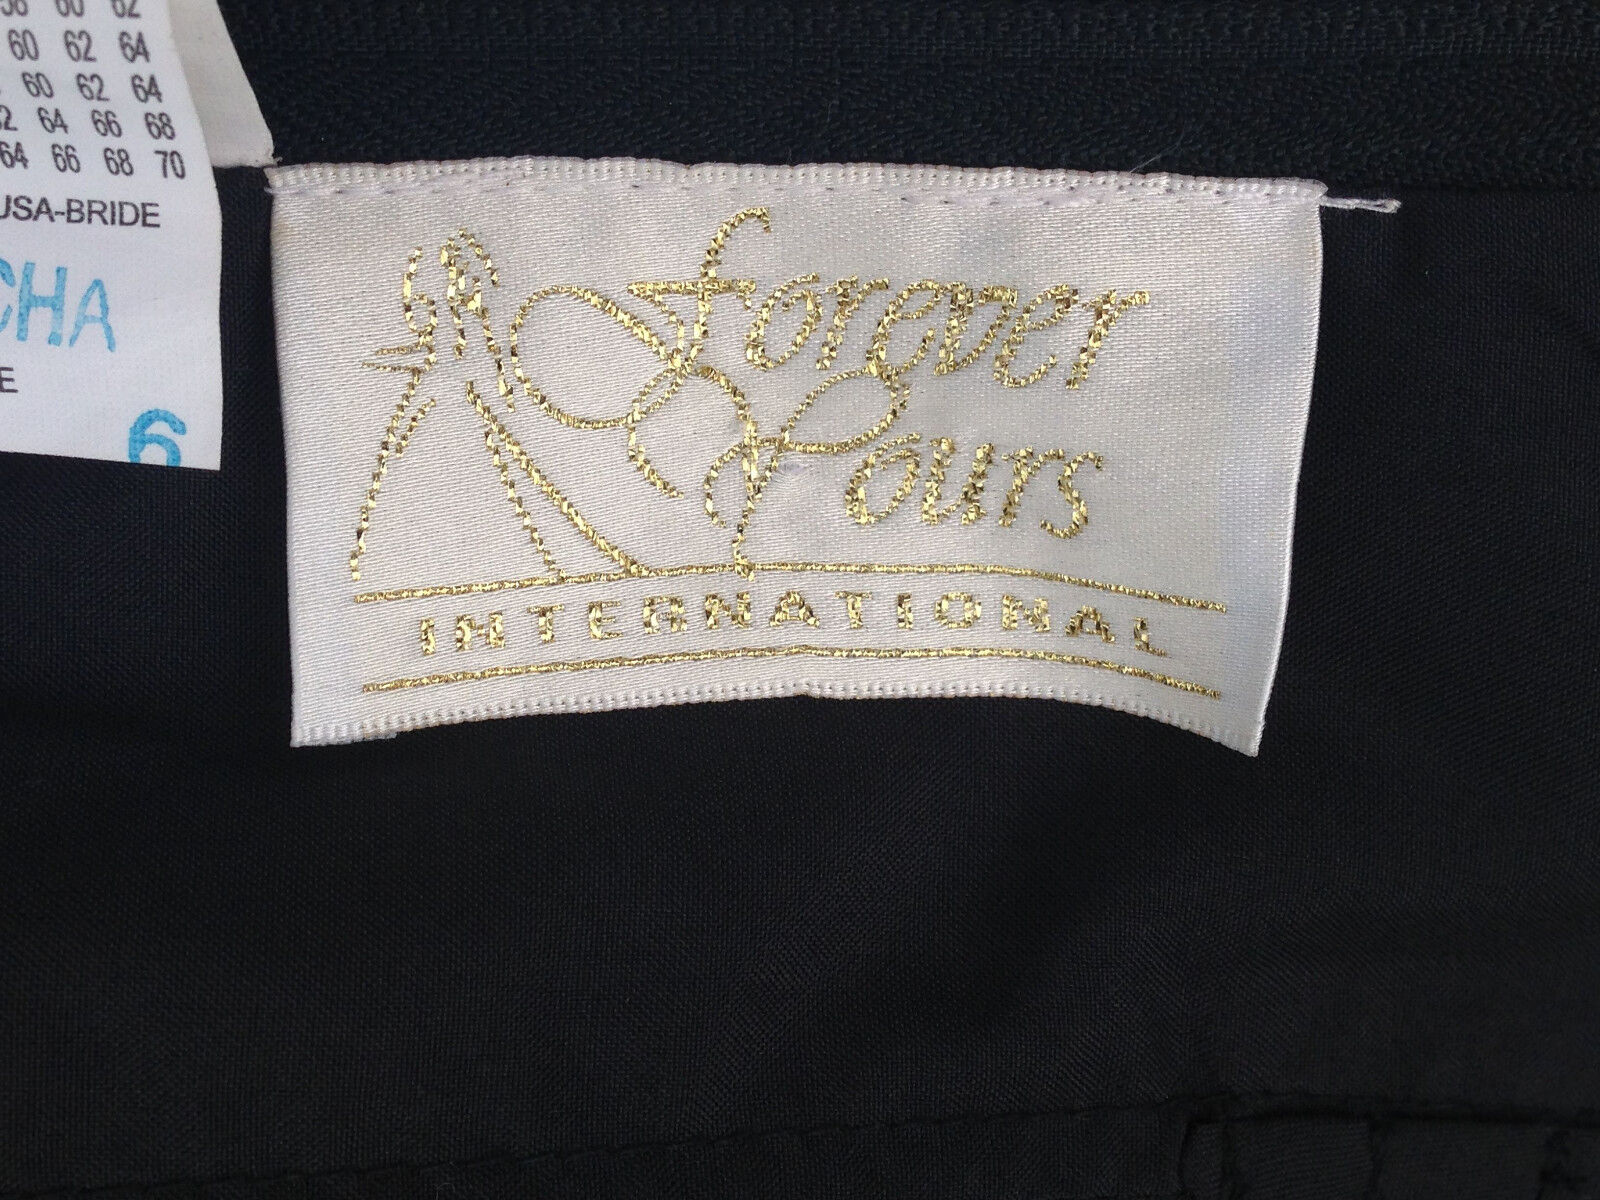 60 62
60 62 64
60 62 64
64 66 68
64 66 68 70
USA-BRIDE
CHA
E
6
Forever
Yours
INTERNATIONAL